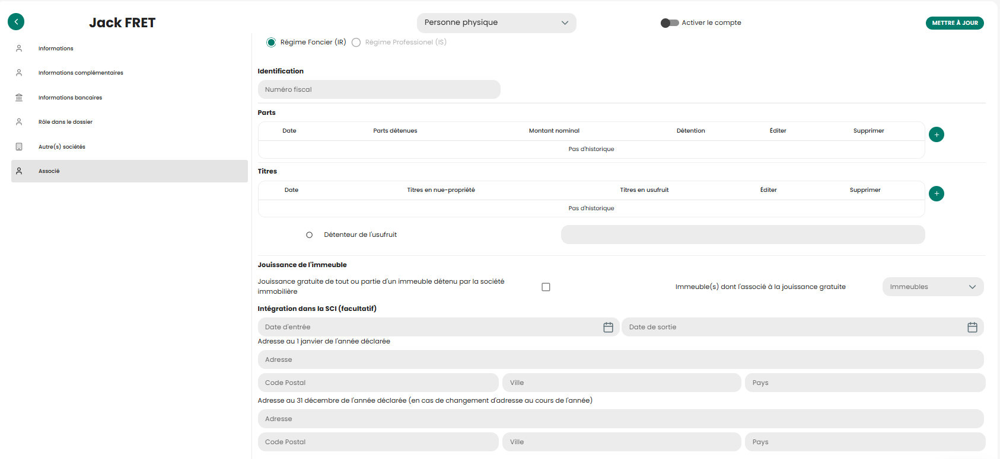 Jack FRET
Personne physique
Activer le compte
METTRE À JOUR
Informations
Informations complémentaires
Informations bancaires
Rôle dans le dossier
Autre(s) sociétés
Associé
Régime Foncier (IR) Régime Professionel (IS)
Identification
Numéro fiscal
Parts
Date Parts détenues Montant nominal Détention Éditer Supprimer
Pas d'historique
Titres
Date Titres en nue-propriété Titres en usufruit Éditer Supprimer
Pas d'historique
Détenteur de l'usufruit
Jouissance de l'immeuble
Jouissance gratuite de tout ou partie d'un immeuble détenu par la société
immobilière
Immeuble(s) dont l'associé à la jouissance gratuite
Immeubles
Intégration dans la SCI (facultatif)
Date d'entrée Date de sortie
Adresse au 1 janvier de l'année déclarée
Adresse
Code Postal Ville Pays
Adresse au 31 décembre de l'année déclarée (en cas de changement d'adresse au cours de l'année)
Adresse
Code Postal Ville Pays